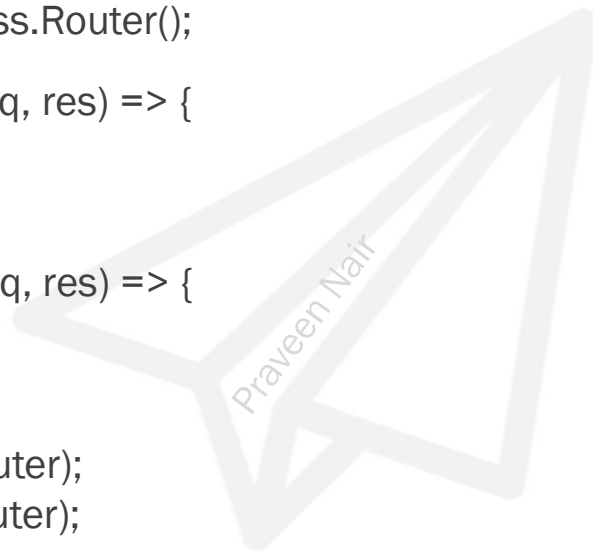 ss.Router();
q, res) => {
q, res) => {
Praveen Nair
uter);
uter);